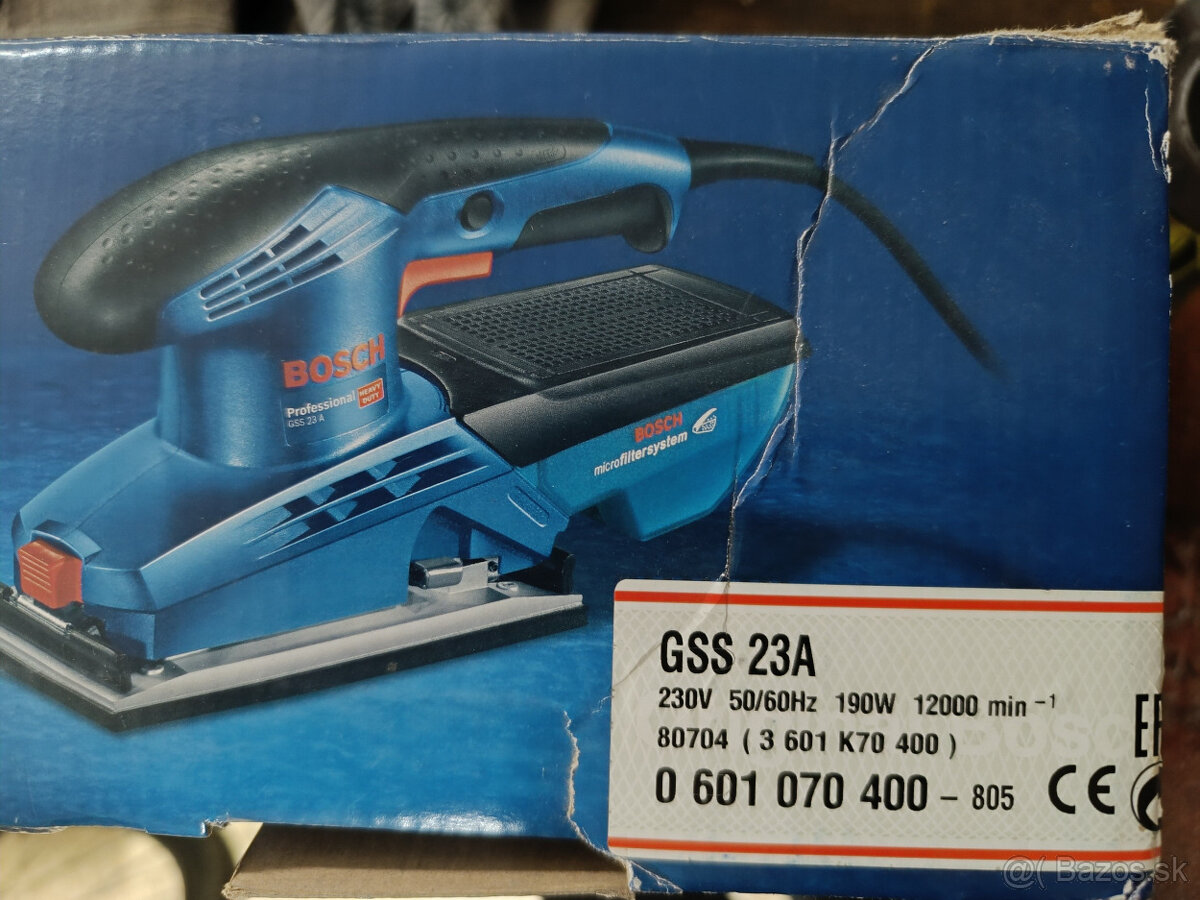 BOSCH
Professional HEAVY DUTY
GSS 23 A
BOSCH
microfiltersystem
GSS 23A
230V 50/60Hz 190W 12000 min⁻¹
80704 ( 3 601 K70 400 )
0 601 070 400 - 805 CE
@( Bazos.sk